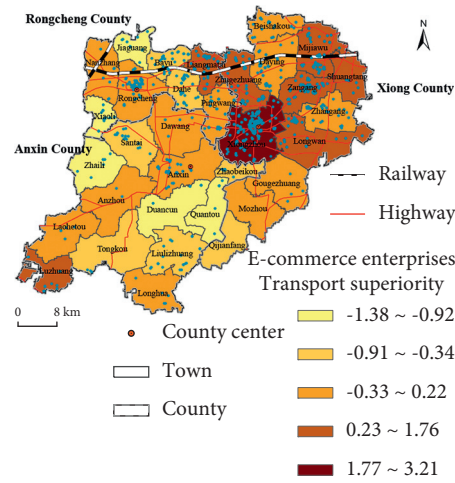 Rongcheng County
N
Beishakou
Jiaguang
Mijiawu
Nanzhang
Bayu
Liangmatai
Daying
Zhugezhuang
Shuangtang
Dahe
Zangang
Rongcheng
Pingwang
Zhangang
Xiong County
Xiaoli
Dawang
Santai
Xiongzhou
Longwan
Anxin County
Zhaili
Zhaobeikou
Anxin
Railway
Gougezhuang
Anzhou
Duancun
Mozhou
Highway
Quantou
Laohetou
Qijianfang
E-commerce enterprises
Tongkou
Liulizhuang
Transport superiority
Luzhuang
Longhua
-1.38 ~ -0.92
0 8 km
County center
-0.91 ~ -0.34
Town
-0.33 ~ 0.22
County
0.23 ~ 1.76
1.77 ~ 3.21